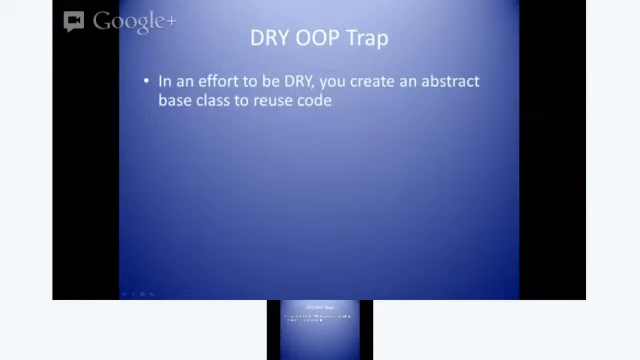 Google+
DRY OOP Trap
• In an effort to be DRY, you create an abstract
base class to reuse code